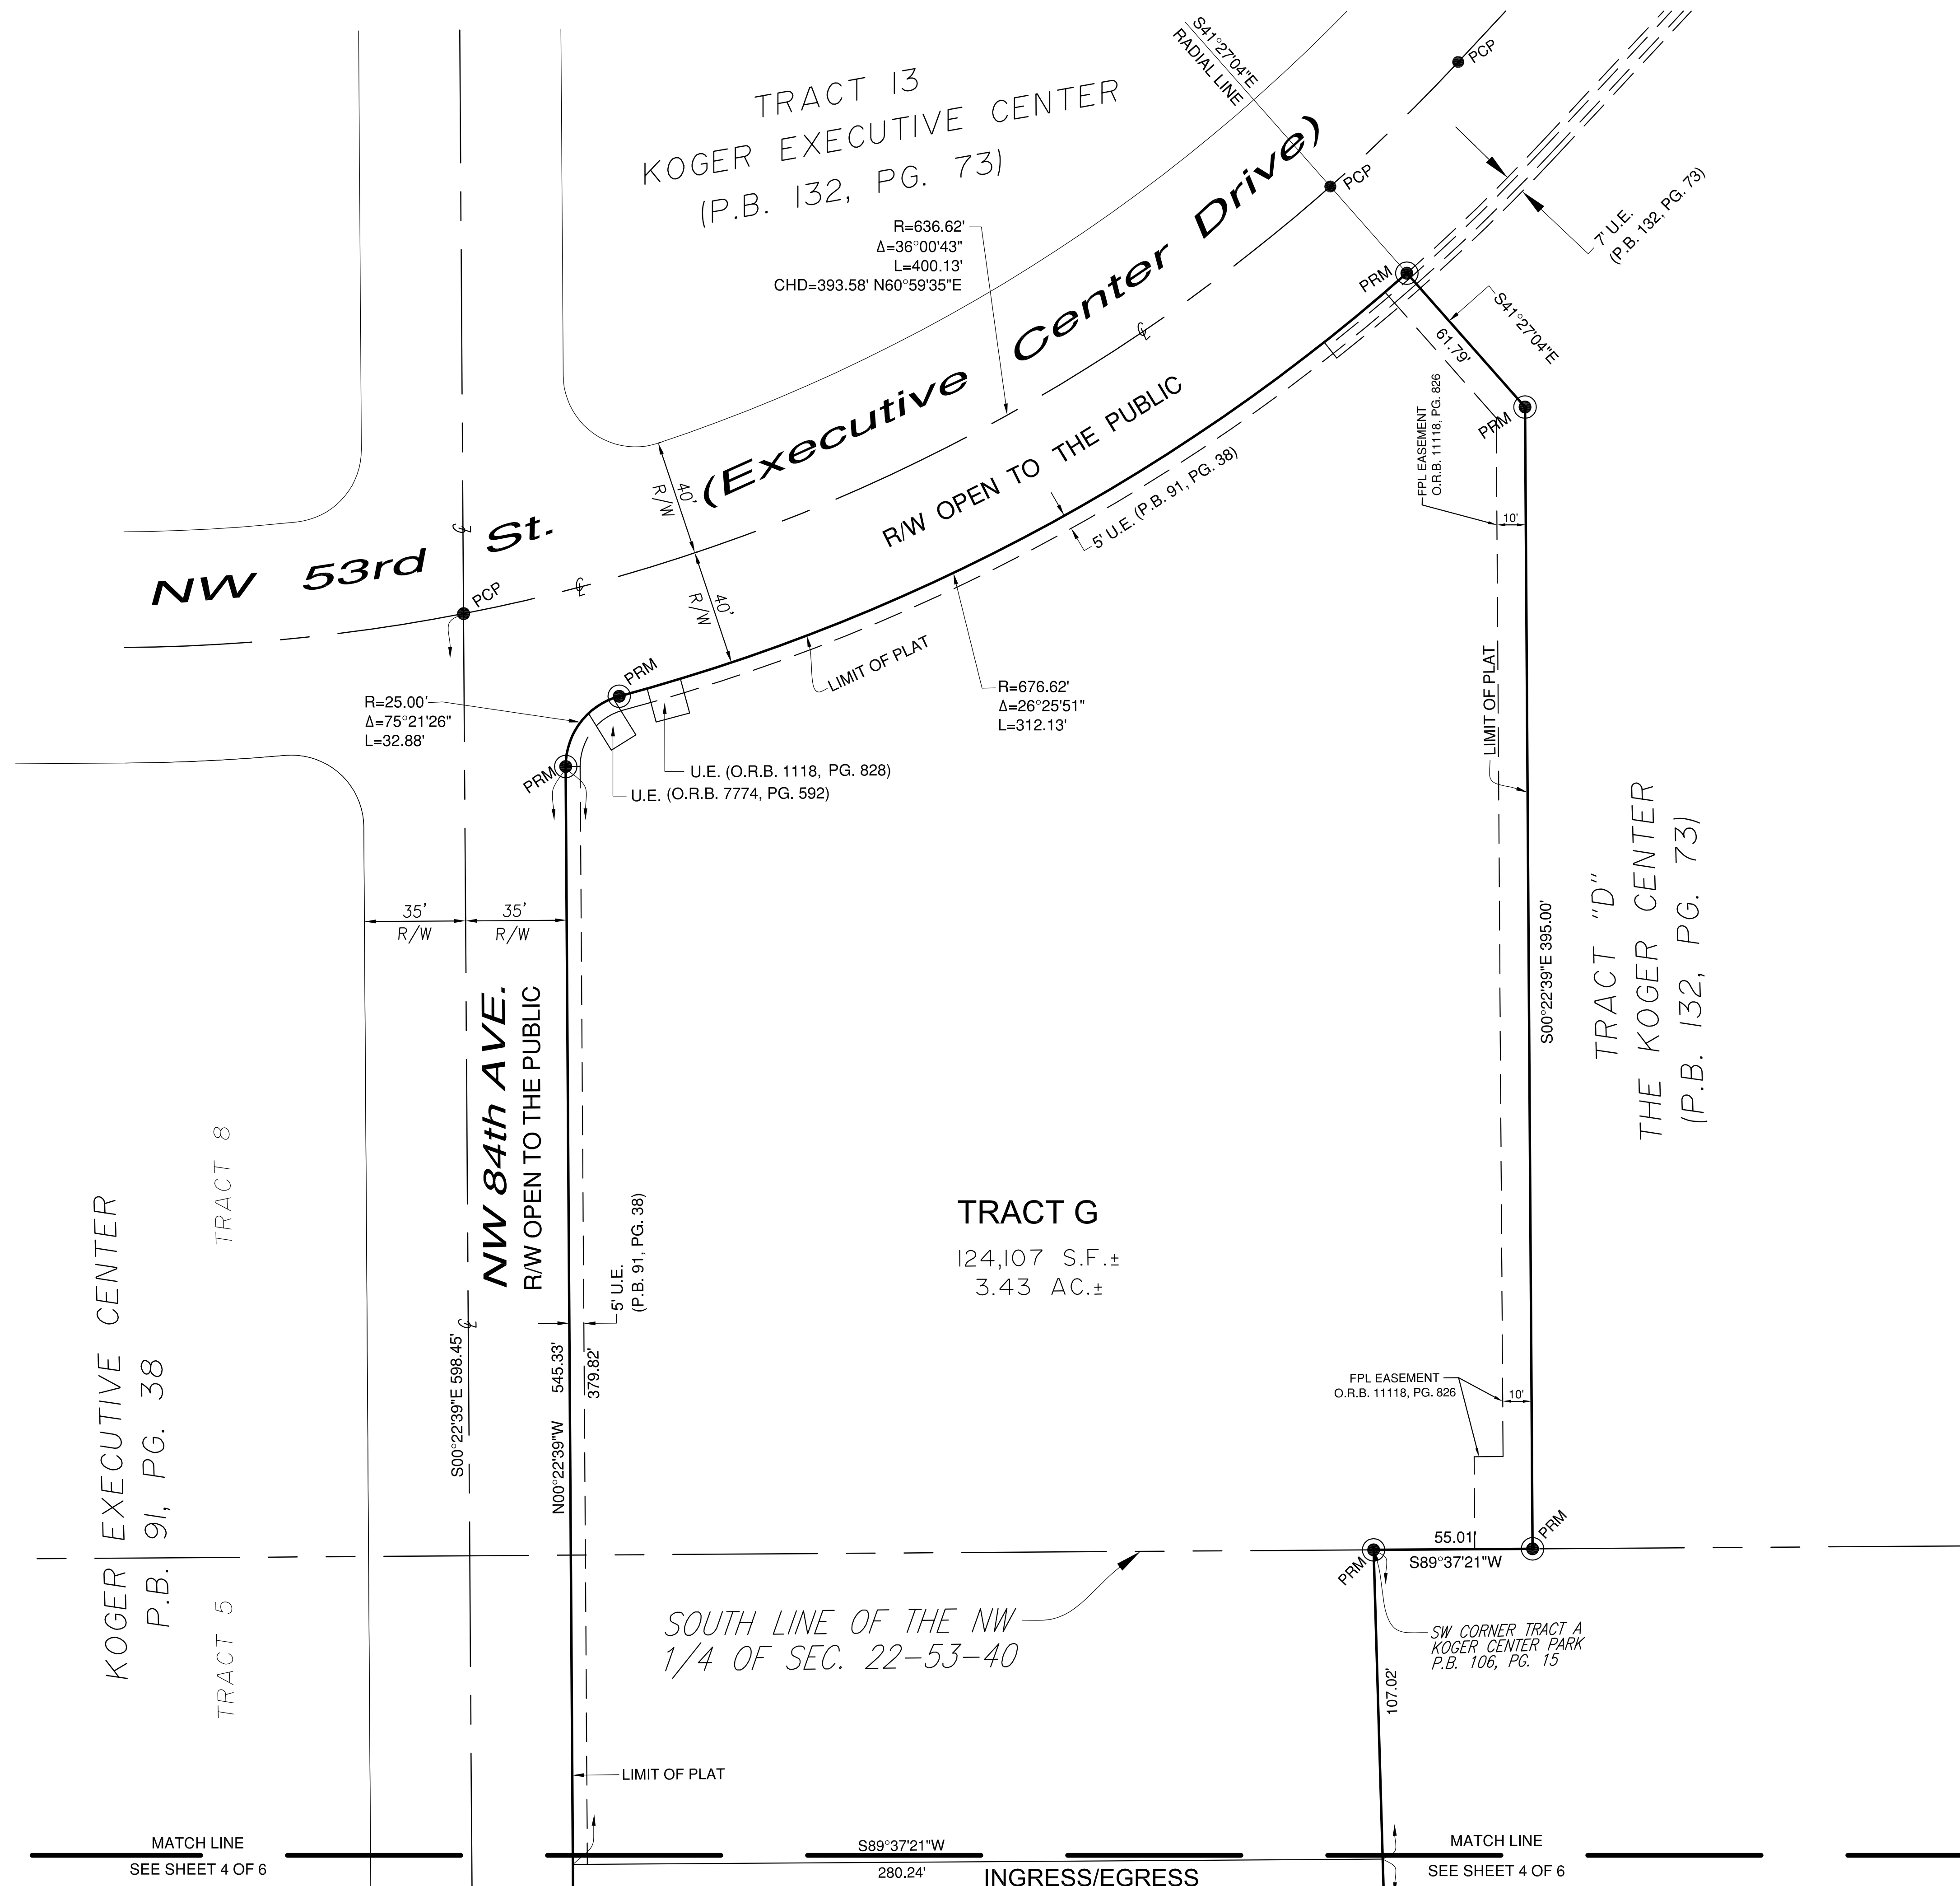 S41°27'04"E
RADIAL LINE
PCP
TRACT 13
KOGER EXECUTIVE CENTER
(P.B. 132, PG. 73)
PCP
7' U.E.
(P.B. 132, PG. 73)
R=636.62'
Δ=36°00'43"
L=400.13'
CHD=393.58' N60°59'35"E
PRM
S41°27'04"E
61.79'
FPL EASEMENT
O.R.B. 11118, PG. 826
PRM
10'
NW 53rd St. (Executive Center Drive)
℄
R/W OPEN TO THE PUBLIC
5' U.E. (P.B. 91, PG. 38)
40'
R/W
40'
R/W
℄
℄
PCP
PRM
LIMIT OF PLAT
R=25.00'
Δ=75°21'26"
L=32.88'
R=676.62'
Δ=26°25'51"
L=312.13'
LIMIT OF PLAT
PRM
U.E. (O.R.B. 1118, PG. 828)
U.E. (O.R.B. 7774, PG. 592)
35'
R/W
35'
R/W
S00°22'39"E 395.00'
TRACT "D"
THE KOGER CENTER
(P.B. 132, PG. 73)
NW 84th AVE.
R/W OPEN TO THE PUBLIC
TRACT 8
KOGER EXECUTIVE CENTER
P.B. 91, PG. 38
TRACT 5
TRACT G
124,107 S.F.±
3.43 AC.±
5' U.E.
(P.B. 91, PG. 38)
℄
S00°22'39"E 598.45'
N00°22'39"W 545.33'
379.82'
FPL EASEMENT
O.R.B. 11118, PG. 826
10'
55.01'
S89°37'21"W
PRM
PRM
SOUTH LINE OF THE NW
1/4 OF SEC. 22-53-40
SW CORNER TRACT A
KOGER CENTER PARK
P.B. 106, PG. 15
107.02'
LIMIT OF PLAT
MATCH LINE
SEE SHEET 4 OF 6
S89°37'21"W
280.24'
INGRESS/EGRESS
MATCH LINE
SEE SHEET 4 OF 6